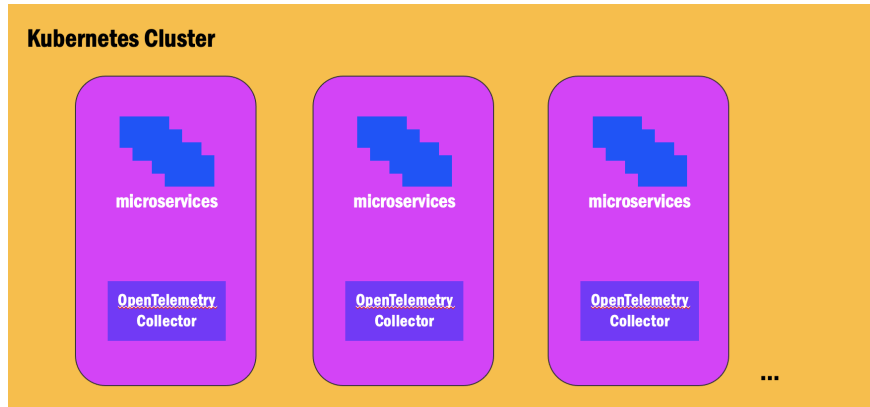 Kubernetes Cluster
microservices
OpenTelemetry
Collector
microservices
OpenTelemetry
Collector
microservices
OpenTelemetry
Collector
...